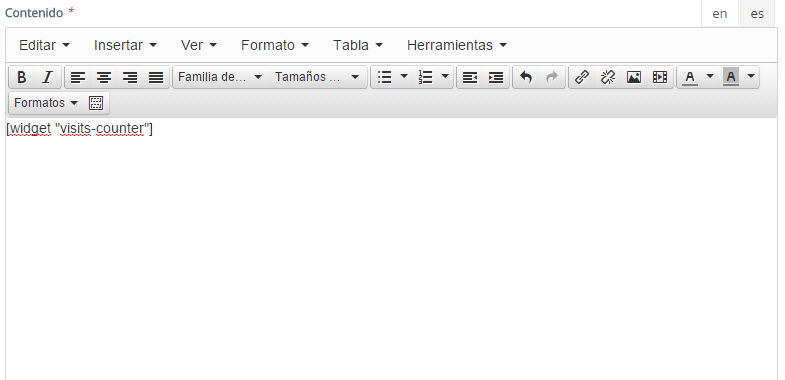 Contenido *
en es
Editar Insertar Ver Formato Tabla Herramientas
B I Familia de... Tamaños ... A A
Formatos
[widget "visits-counter"]